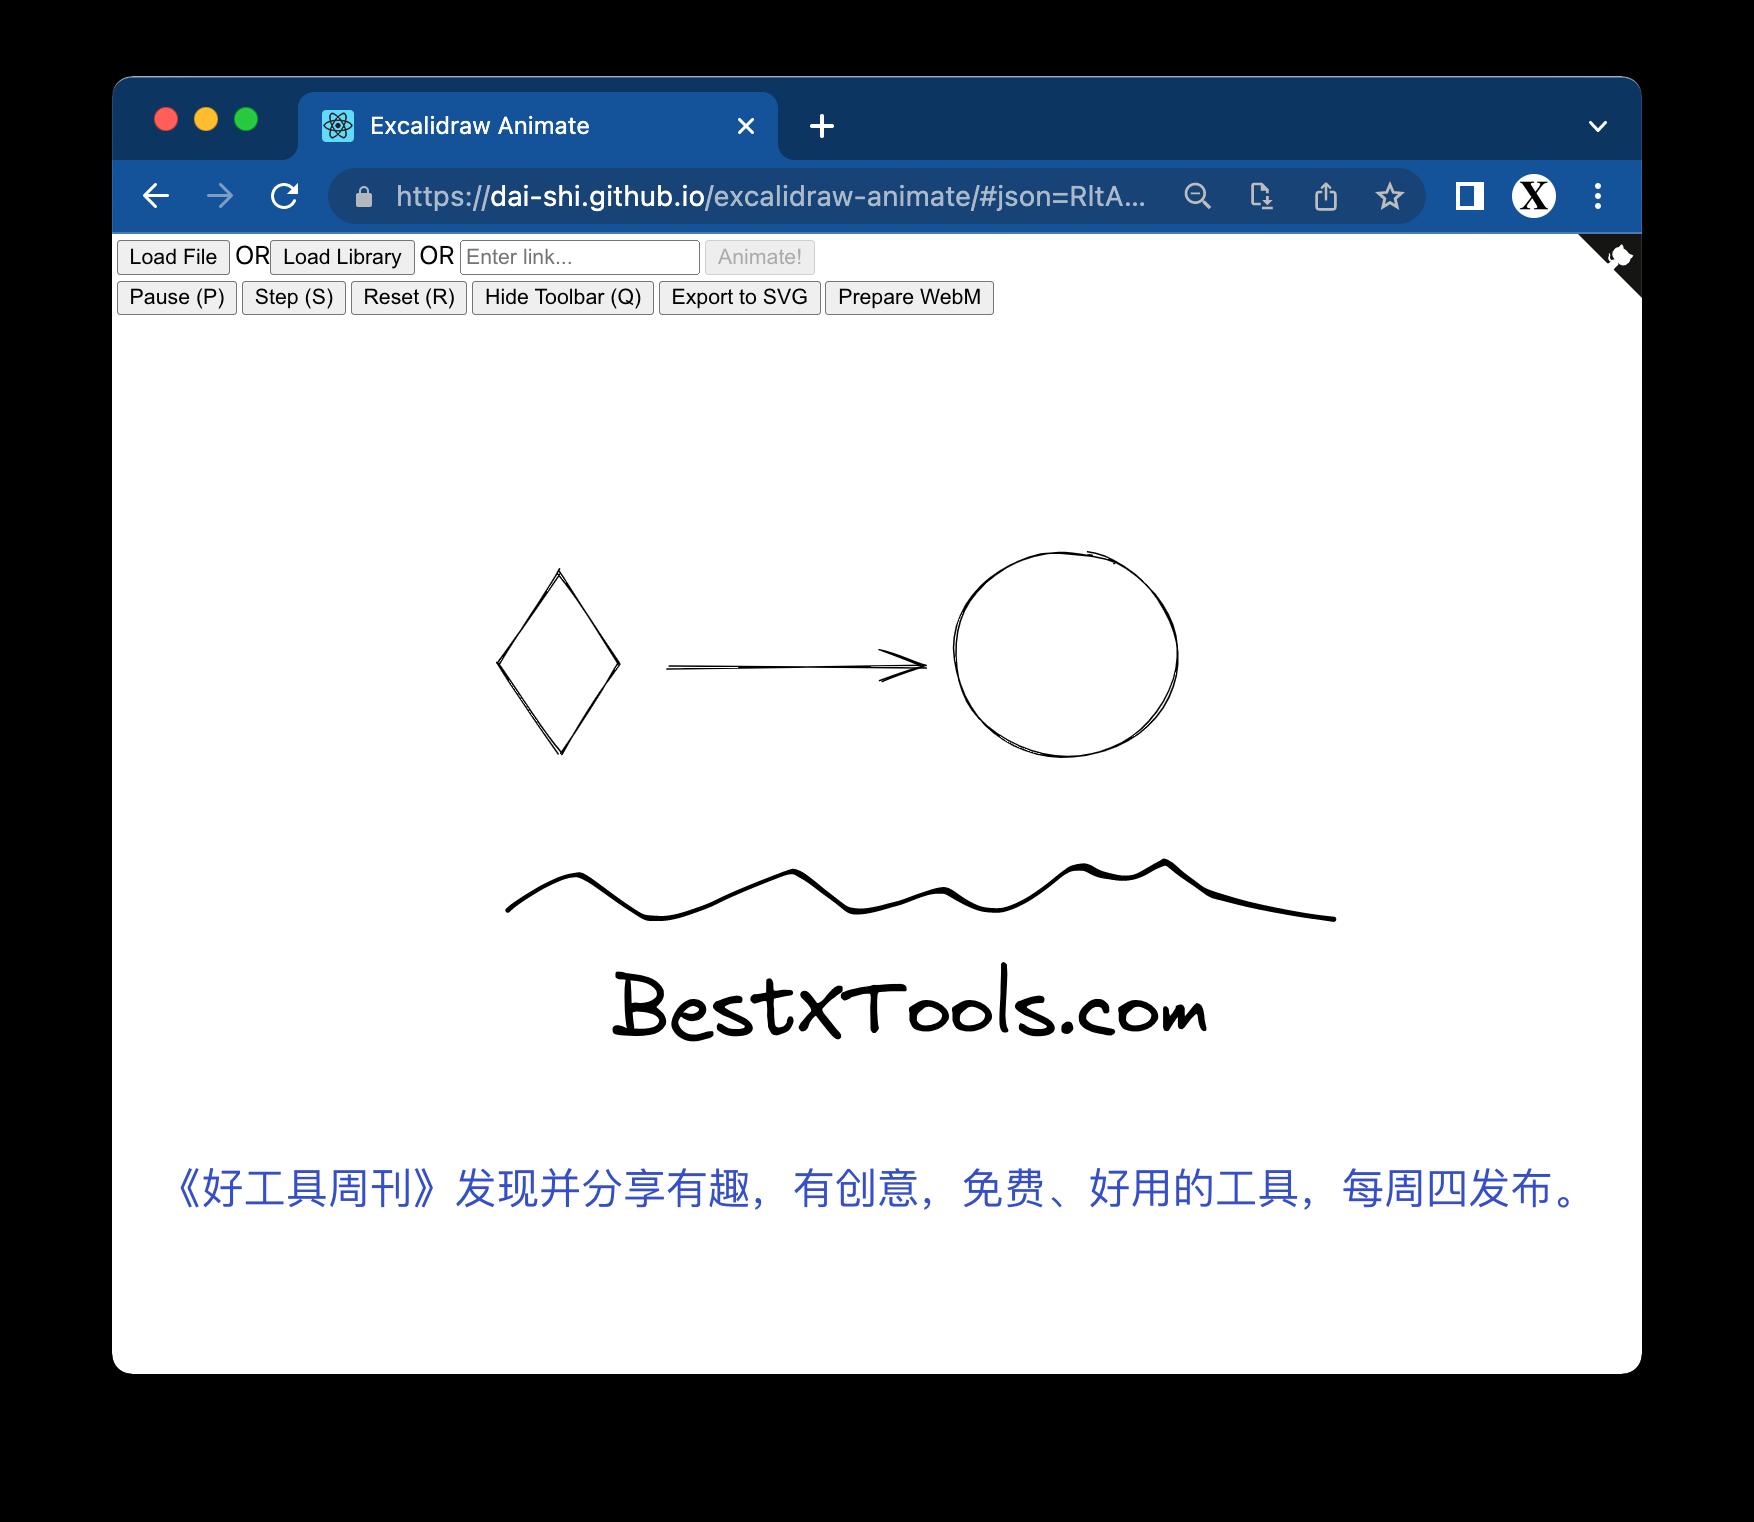 Excalidraw Animate
https://dai-shi.github.io/excalidraw-animate/#json=RltA...
X
Load File OR Load Library OR Enter link... Animate!
Pause (P) Step (S) Reset (R) Hide Toolbar (Q) Export to SVG Prepare WebM
BestXTools.com
《好工具周刊》发现并分享有趣，有创意，免费、好用的工具，每周四发布。